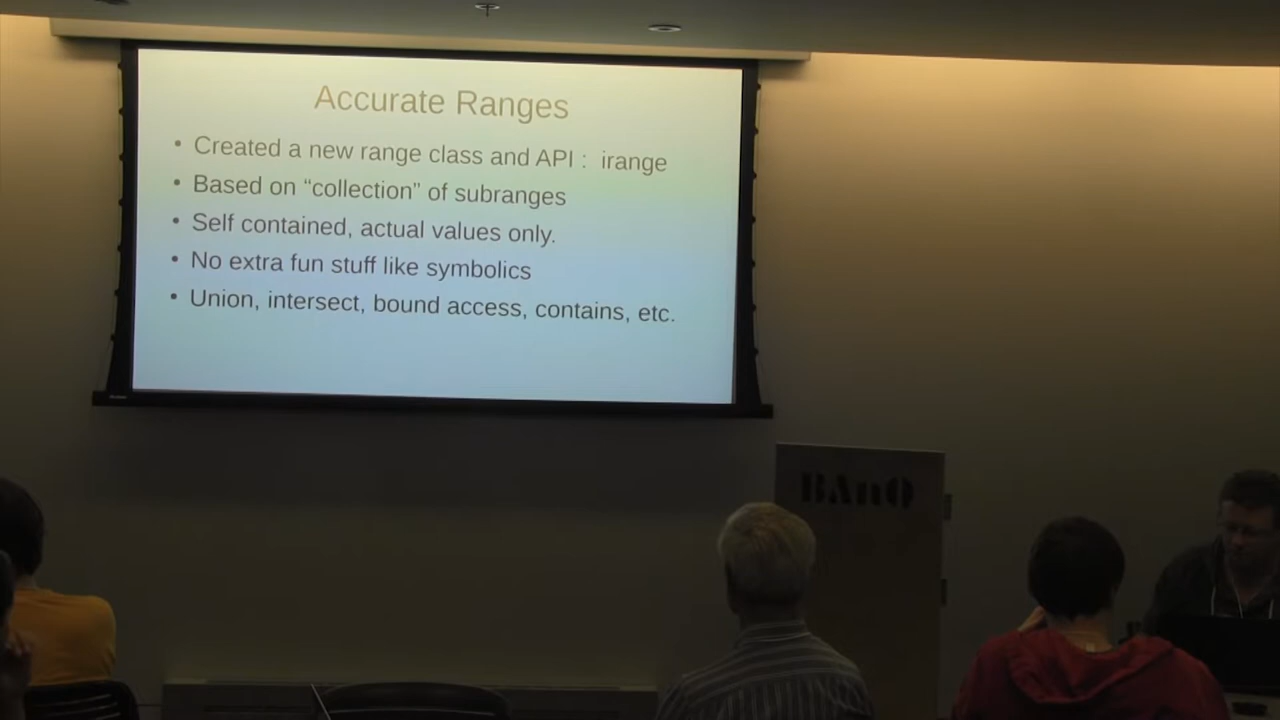 Accurate Ranges
• Created a new range class and API : irange
• Based on “collection” of subranges
• Self contained, actual values only.
• No extra fun stuff like symbolics
• Union, intersect, bound access, contains, etc.
BAnQ